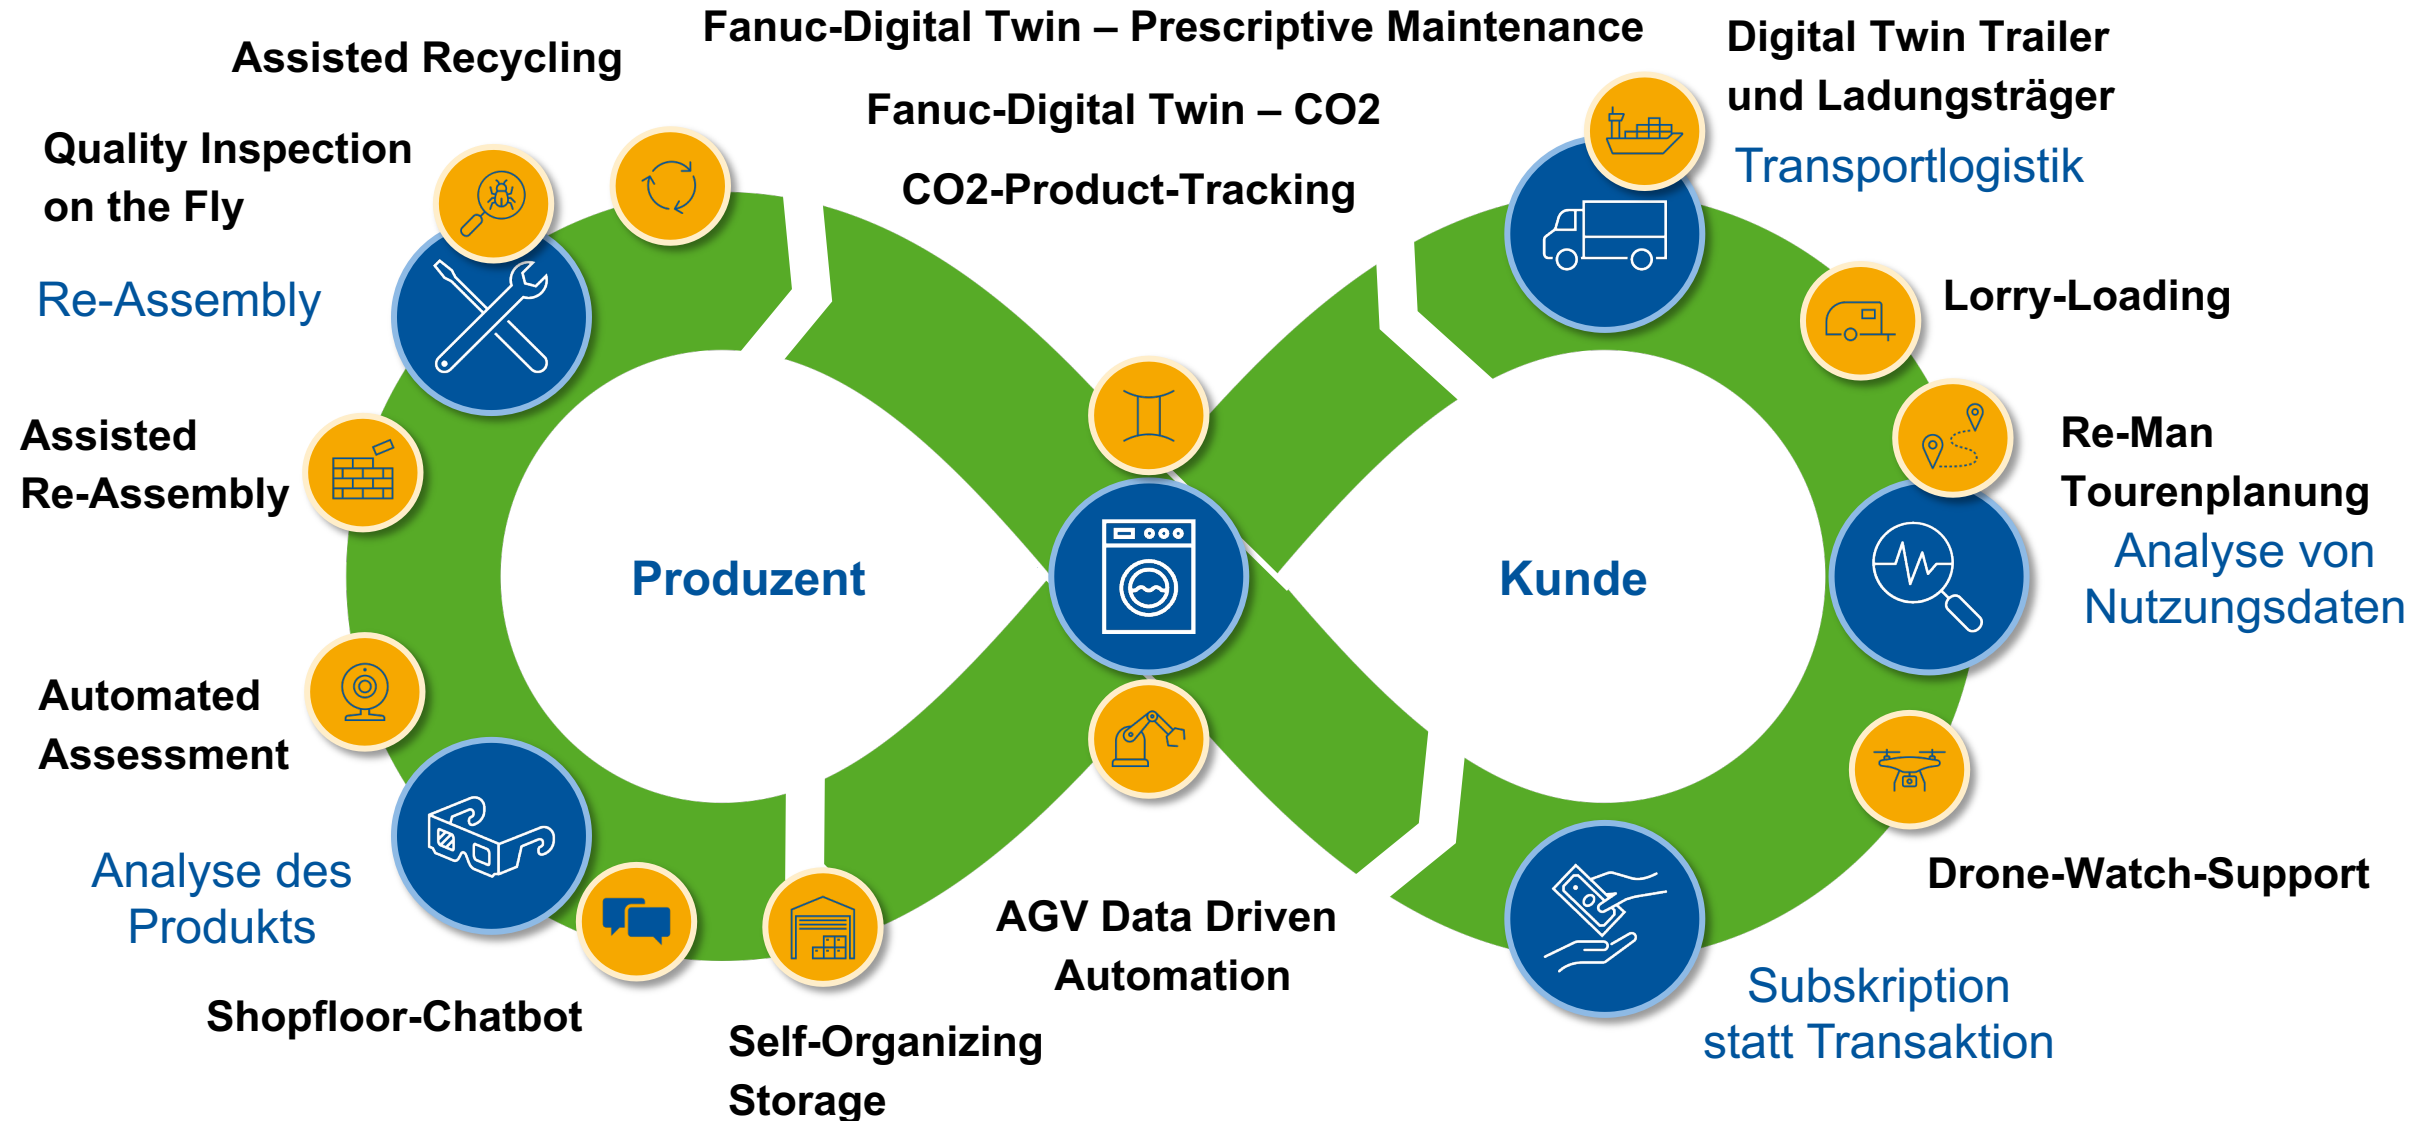 Fanuc-Digital Twin – Prescriptive Maintenance
Fanuc-Digital Twin – CO2
CO2-Product-Tracking
Assisted Recycling
Quality Inspection
on the Fly
Re-Assembly
Assisted
Re-Assembly
Automated
Assessment
Analyse des
Produkts
Shopfloor-Chatbot
Self-Organizing
Storage
Produzent
AGV Data Driven
Automation
Kunde
Digital Twin Trailer
und Ladungsträger
Transportlogistik
Lorry-Loading
Re-Man
Tourenplanung
Analyse von
Nutzungsdaten
Drone-Watch-Support
Subskription
statt Transaktion